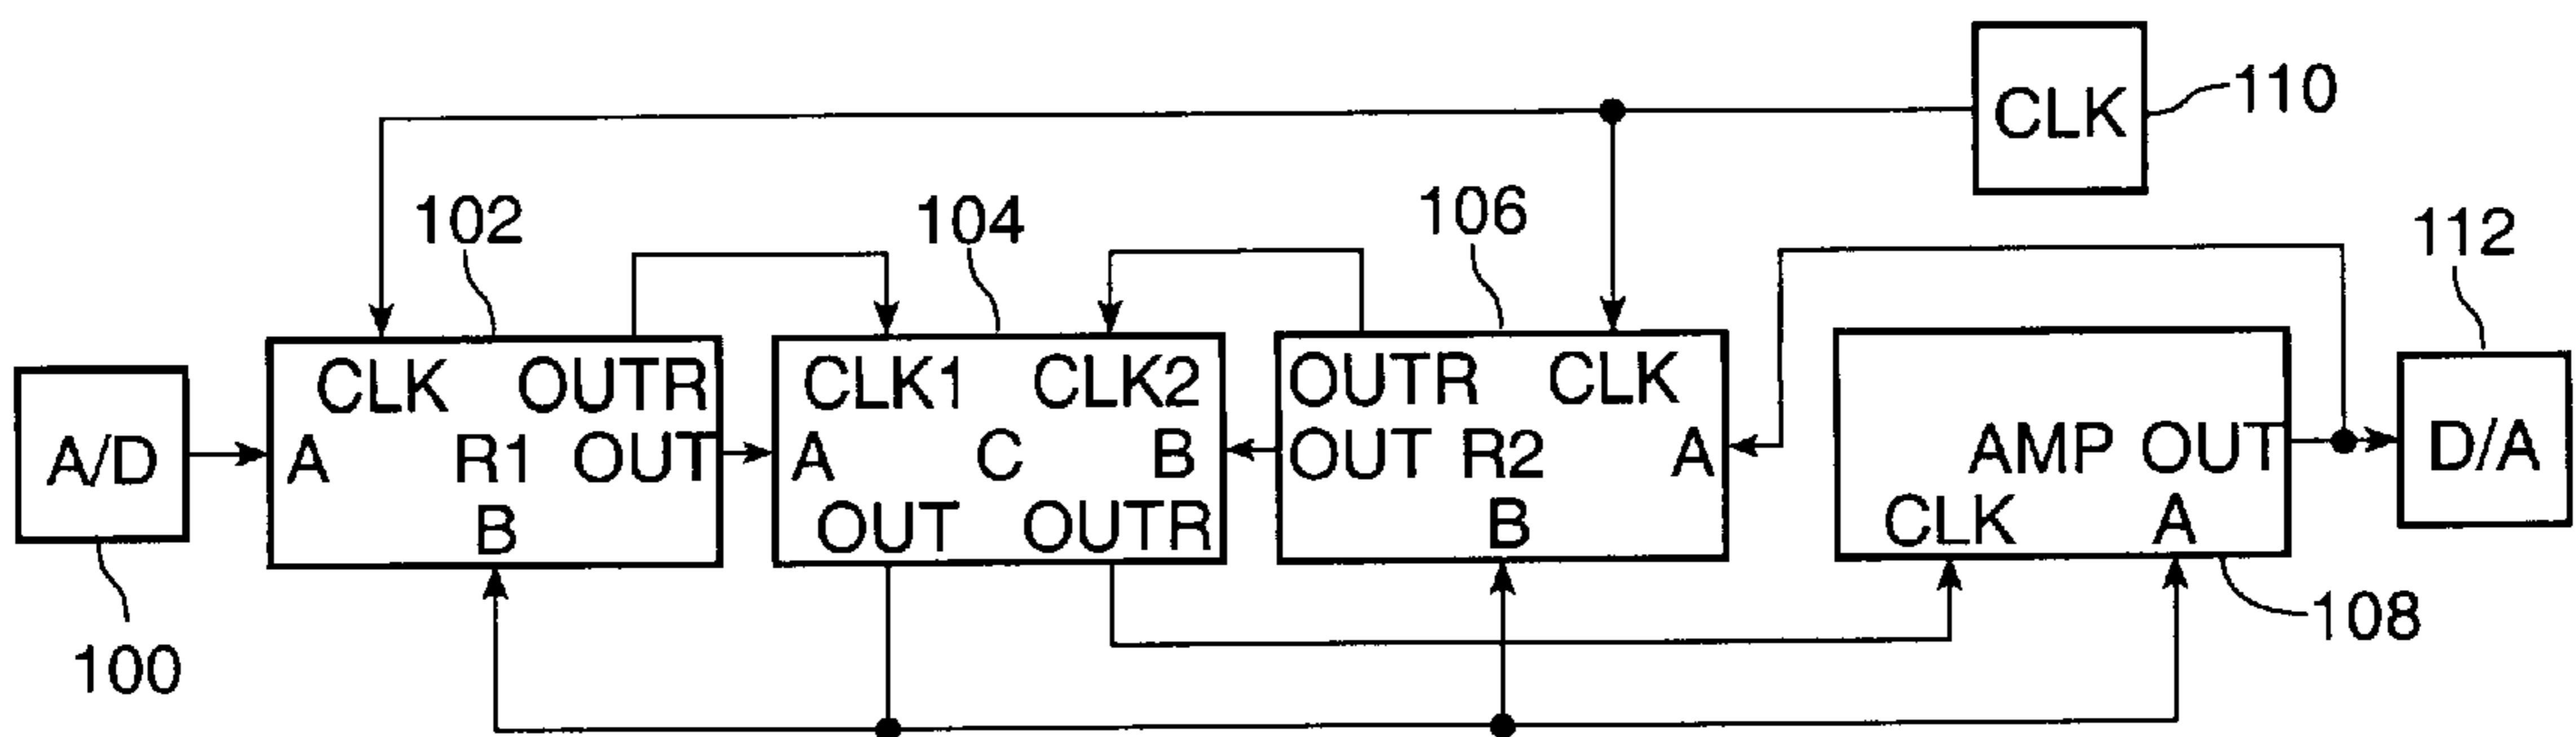 CLK
110
102
104
106
112
CLK OUTR
CLK1 CLK2
OUTR CLK
A/D
A R1 OUT
A C B
OUT R2 A
AMP OUT
D/A
B
OUT OUTR
B
CLK A
100
108